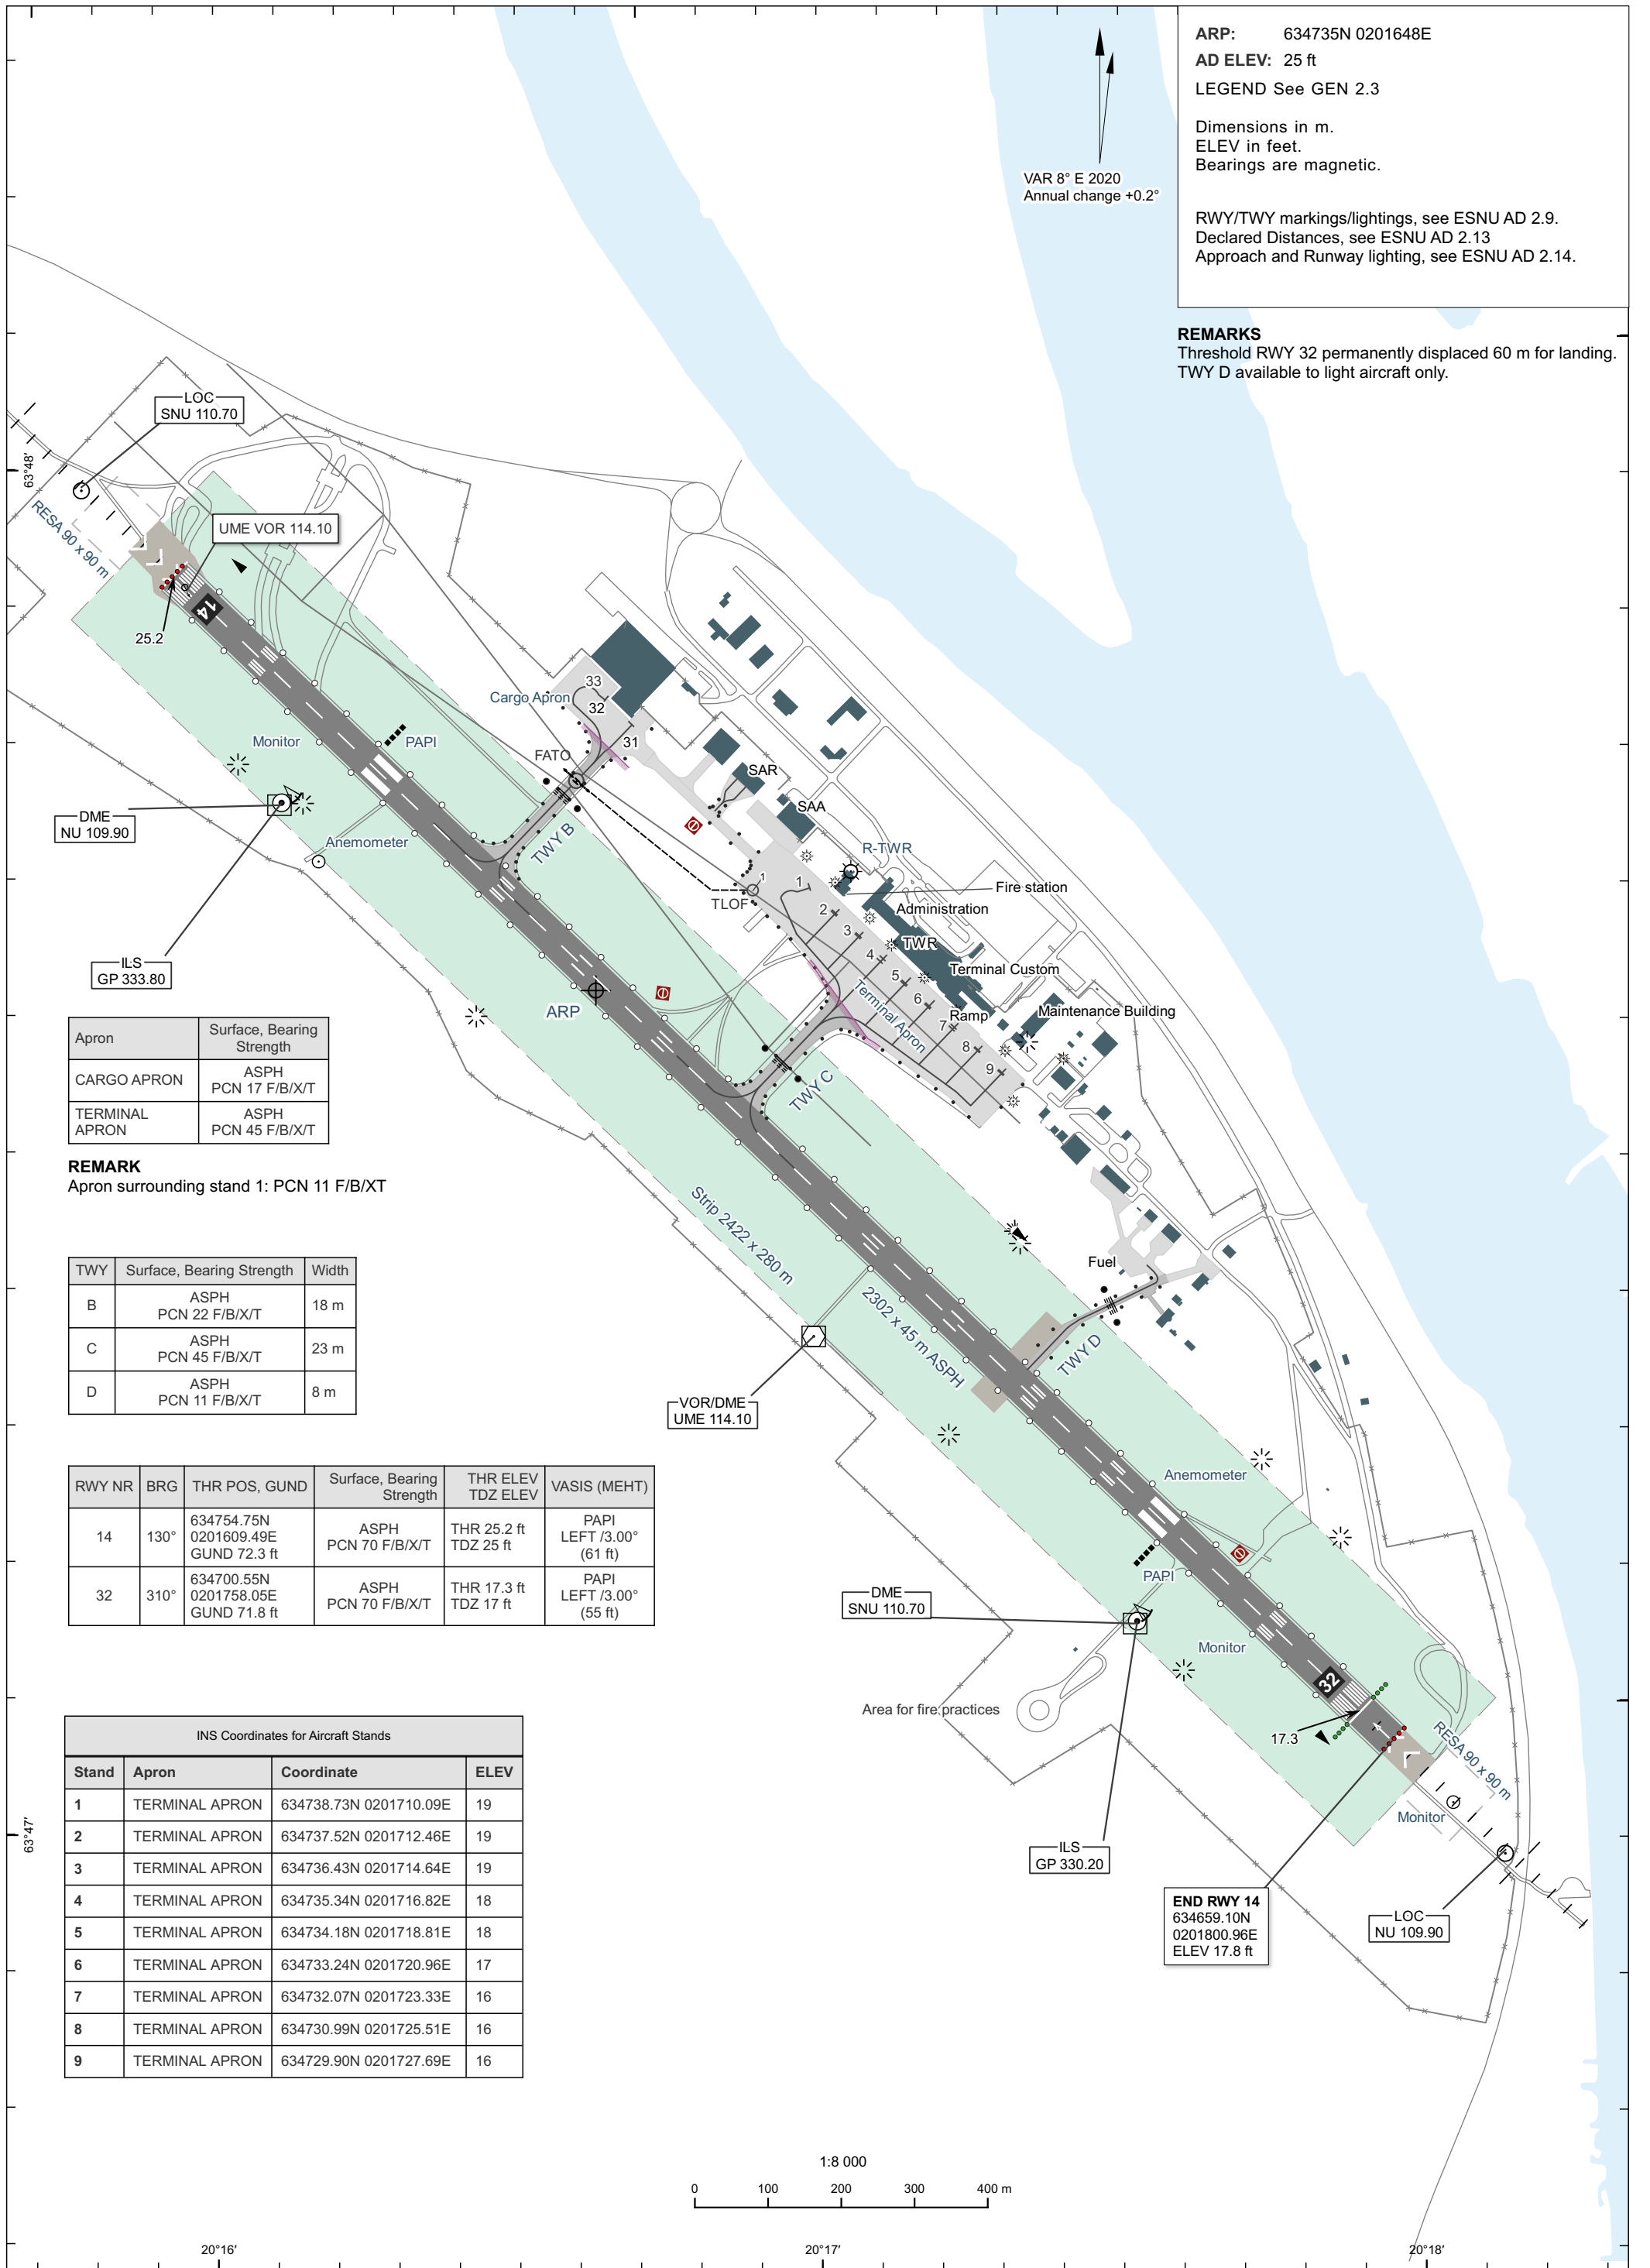 ARP: 634735N 0201648E
AD ELEV: 25 ft
LEGEND See GEN 2.3
Dimensions in m.
ELEV in feet.
Bearings are magnetic.
RWY/TWY markings/lightings, see ESNU AD 2.9.
Declared Distances, see ESNU AD 2.13
Approach and Runway lighting, see ESNU AD 2.14.
VAR 8° E 2020
Annual change +0.2°
REMARKS
Threshold RWY 32 permanently displaced 60 m for landing.
TWY D available to light aircraft only.
LOC
SNU 110.70
63°48'
RESA 90 x 90 m
UME VOR 114.10
14
25.2
Cargo Apron
33
32
31
Monitor
PAPI
FATO
SAR
SAA
DME
NU 109.90
Anemometer
TWY B
R-TWR
Fire station
1
1
TLOF
2
Administration
3
TWR
4
Terminal Custom
5
6
Terminal Apron
Ramp
7
Maintenance Building
8
9
ILS
GP 333.80
ARP
TWY C
Apron
Surface, Bearing
Strength
CARGO APRON
ASPH
PCN 17 F/B/X/T
TERMINAL
APRON
ASPH
PCN 45 F/B/X/T
REMARK
Apron surrounding stand 1: PCN 11 F/B/XT
Strip 2422 x 280 m
2302 x 45 m ASPH
Fuel
TWY D
TWY Surface, Bearing Strength Width
B
ASPH
PCN 22 F/B/X/T
18 m
C
ASPH
PCN 45 F/B/X/T
23 m
D
ASPH
PCN 11 F/B/X/T
8 m
VOR/DME
UME 114.10
RWY NR BRG THR POS, GUND
Surface, Bearing
Strength
THR ELEV
TDZ ELEV
VASIS (MEHT)
14 130°
634754.75N
0201609.49E
GUND 72.3 ft
ASPH
PCN 70 F/B/X/T
THR 25.2 ft
TDZ 25 ft
PAPI
LEFT /3.00°
(61 ft)
32 310°
634700.55N
0201758.05E
GUND 71.8 ft
ASPH
PCN 70 F/B/X/T
THR 17.3 ft
TDZ 17 ft
PAPI
LEFT /3.00°
(55 ft)
Anemometer
PAPI
DME
SNU 110.70
Monitor
32
Area for fire practices
17.3
RESA 90 x 90 m
Monitor
63°47'
ILS
GP 330.20
END RWY 14
634659.10N
0201800.96E
ELEV 17.8 ft
LOC
NU 109.90
INS Coordinates for Aircraft Stands
Stand Apron Coordinate ELEV
1 TERMINAL APRON 634738.73N 0201710.09E 19
2 TERMINAL APRON 634737.52N 0201712.46E 19
3 TERMINAL APRON 634736.43N 0201714.64E 19
4 TERMINAL APRON 634735.34N 0201716.82E 18
5 TERMINAL APRON 634734.18N 0201718.81E 18
6 TERMINAL APRON 634733.24N 0201720.96E 17
7 TERMINAL APRON 634732.07N 0201723.33E 16
8 TERMINAL APRON 634730.99N 0201725.51E 16
9 TERMINAL APRON 634729.90N 0201727.69E 16
1:8 000
0 100 200 300 400 m
20°16' 20°17' 20°18'